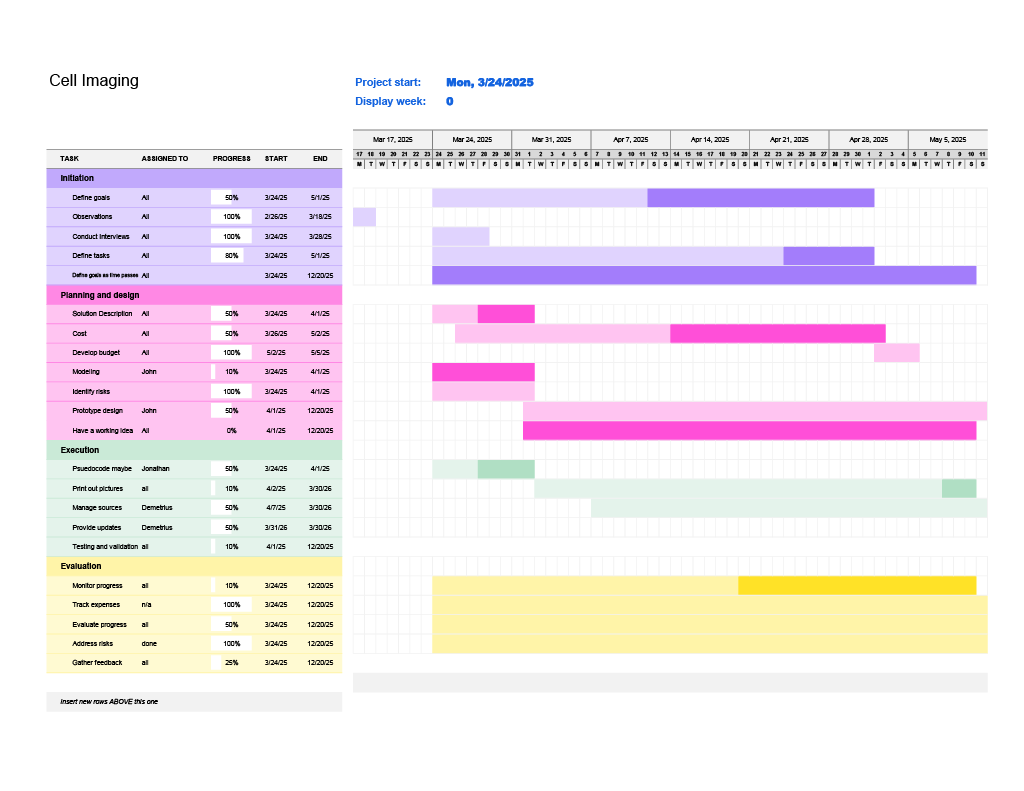 Cell Imaging
Project start: Mon, 3/24/2025
Display week: 0
Mar 17, 2025 Mar 24, 2025 Mar 31, 2025 Apr 7, 2025 Apr 14, 2025 Apr 21, 2025 Apr 28, 2025 May 5, 2025
17 18 19 20 21 22 23 24 25 26 27 28 29 30 31 1 2 3 4 5 6 7 8 9 10 11 12 13 14 15 16 17 18 19 20 21 22 23 24 25 26 27 28 29 30 1 2 3 4 5 6 7 8 9 10 11
TASK ASSIGNED TO PROGRESS START END
M T W T F S S M T W T F S S M T W T F S S M T W T F S S M T W T F S S M T W T F S S M T W T F S S M T W T F S S
Initiation
Define goals All 50% 3/24/25 5/1/25
Observations All 100% 2/26/25 3/18/25
Conduct interviews All 100% 3/24/25 3/28/25
Define tasks All 80% 3/24/25 5/1/25
Define goals as time passes All 3/24/25 12/20/25
Planning and design
Solution Description All 50% 3/24/25 4/1/25
Cost All 50% 3/26/25 5/2/25
Develop budget All 100% 5/2/25 5/5/25
Modeling John 10% 3/24/25 4/1/25
Identify risks 100% 3/24/25 4/1/25
Prototype design John 50% 4/1/25 12/20/25
Have a working idea All 0% 4/1/25 12/20/25
Execution
Psuedocode maybe Jonathan 50% 3/24/25 4/1/25
Print out pictures all 10% 4/2/25 3/30/26
Manage sources Demetrius 50% 4/7/25 3/30/26
Provide updates Demetrius 50% 3/31/26 3/30/26
Testing and validation all 10% 4/1/25 12/20/25
Evaluation
Monitor progress all 10% 3/24/25 12/20/25
Track expenses n/a 100% 3/24/25 12/20/25
Evaluate progress all 50% 3/24/25 12/20/25
Address risks done 100% 3/24/25 12/20/25
Gather feedback all 25% 3/24/25 12/20/25
Insert new rows ABOVE this one